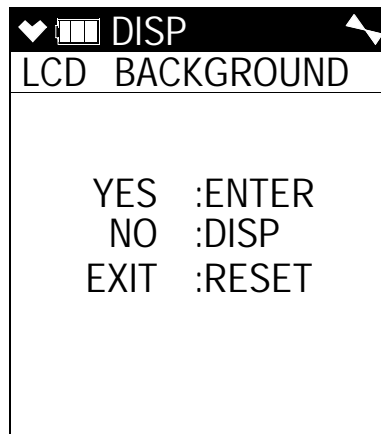 DISP
LCD BACKGROUND
YES :ENTER
NO :DISP
EXIT :RESET